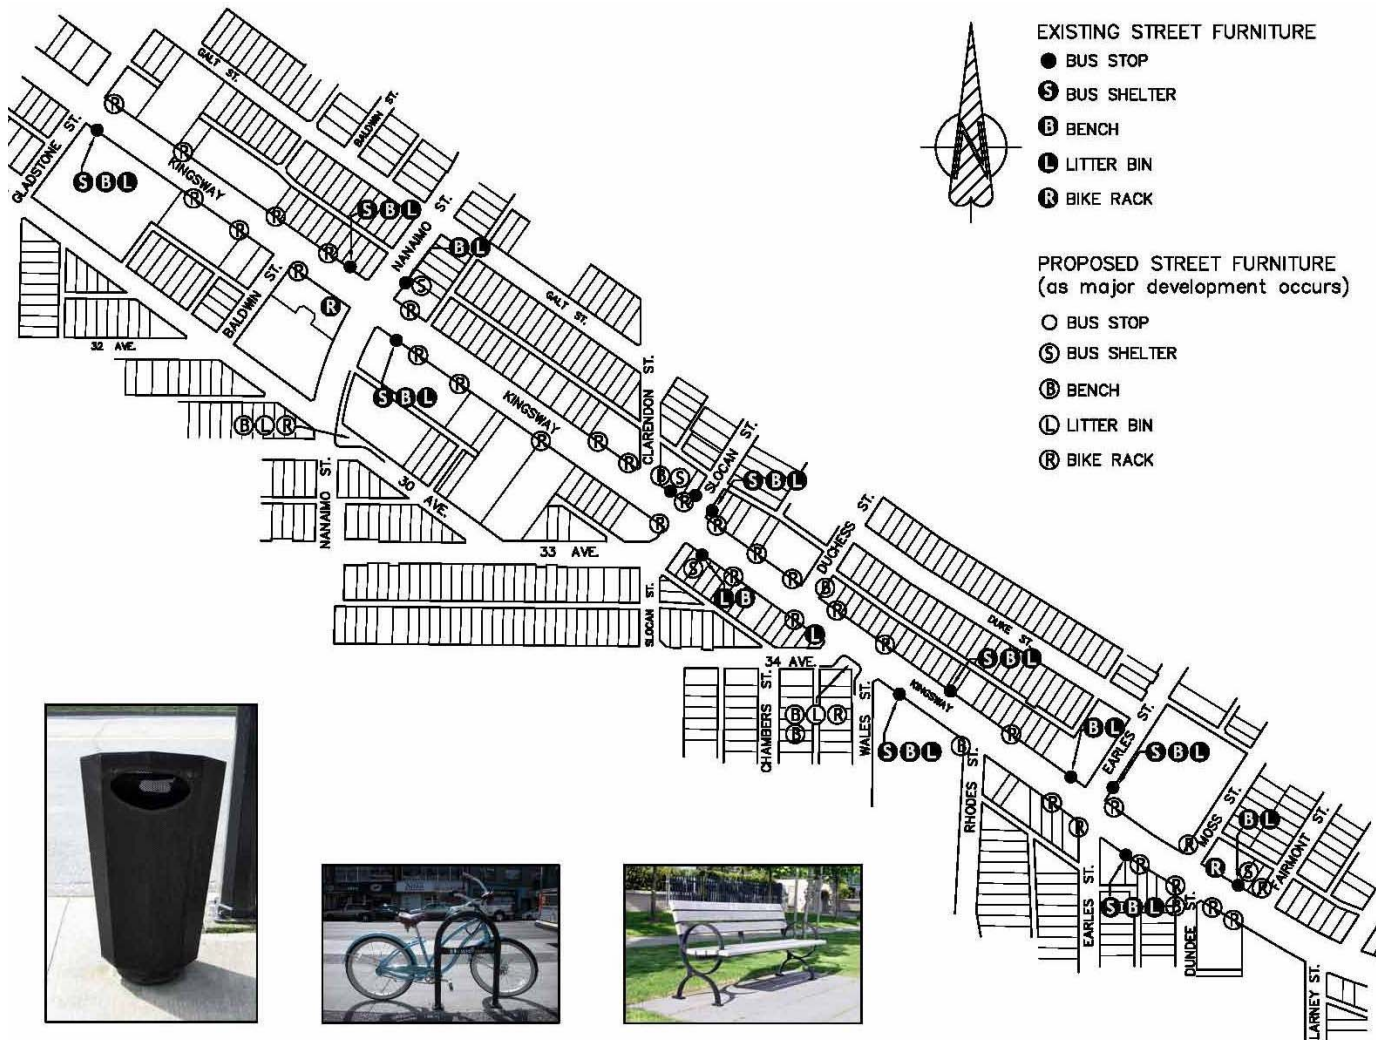 EXISTING STREET FURNITURE
BUS STOP
S BUS SHELTER
B BENCH
L LITTER BIN
R BIKE RACK
PROPOSED STREET FURNITURE
(as major development occurs)
BUS STOP
S BUS SHELTER
B BENCH
L LITTER BIN
R BIKE RACK
N
GALT ST.
BALDWIN ST.
GLADSTONE ST.
R
R
KINGSWAY
S B L
R
R
R
R
S B L
NANAIMO ST.
B L
S
R
BALDWIN ST.
R
R
GALT ST.
32 AVE.
R
R
S B L
KINGSWAY
R
R
R
CLARENDON ST.
B L R
NANAIMO ST.
30 AVE.
B S
R
SLOCAN ST.
S B L
R
R
R
R
33 AVE.
SLOCAN ST.
S
R
L B
R
L
DUCHESS ST.
B
R
R
DUKE ST.
S B L
KINGSWAY
34 AVE.
CHAMBERS ST.
B L R
B
WALES ST.
S B L
B
R
B L
EARLES ST.
S B L
RHODES ST.
R
R
R
R
MOSS ST.
B L
FAIRMONT ST.
R
S
R
EARLES ST.
R
R
S B L
B
DUNDEE ST.
R
R
LARNEY ST.